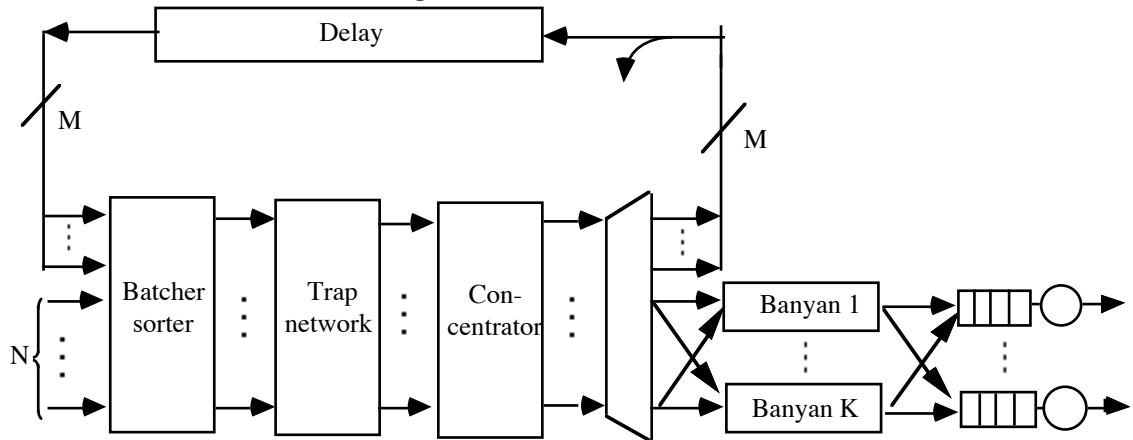 Delay
M
M
Batcher
sorter
Trap
network
Con-
centrator
Banyan 1
N
Banyan K